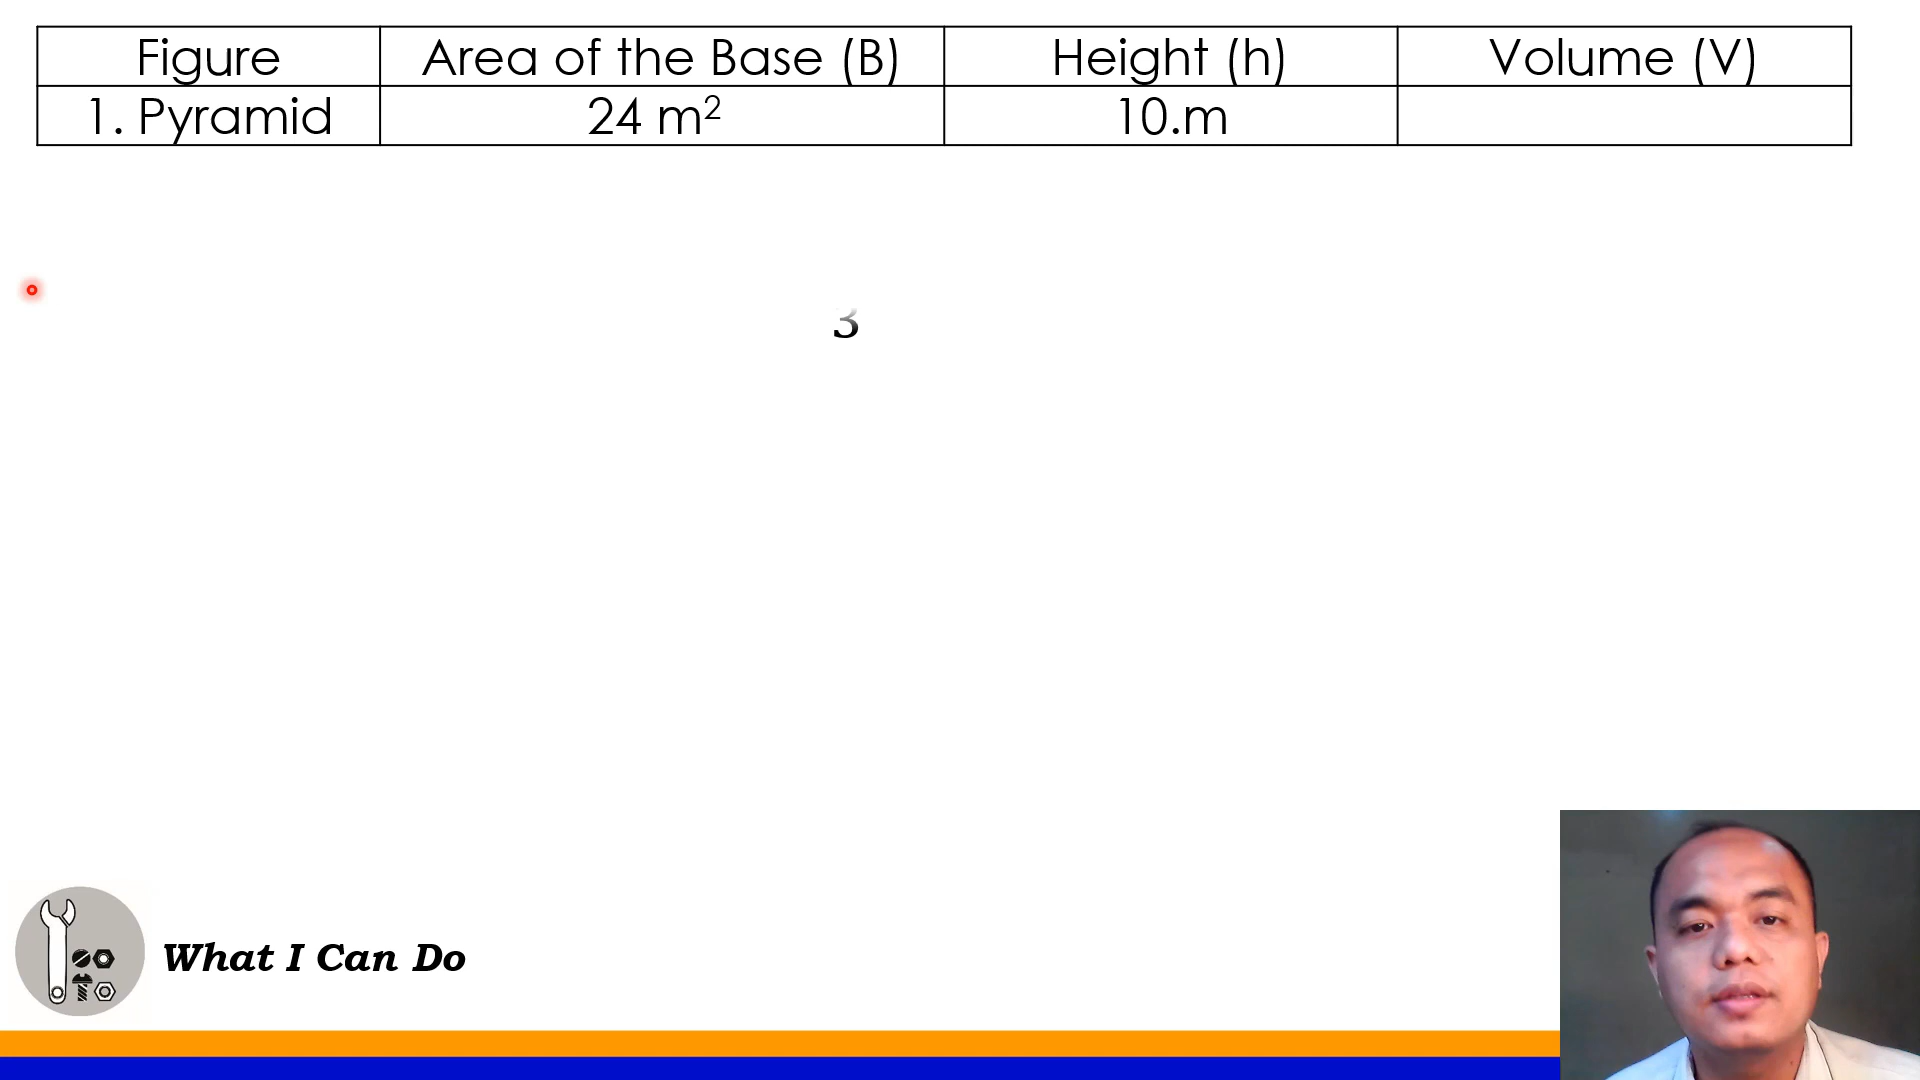 Figure Area of the Base (B) Height (h) Volume (V)
1. Pyramid 24 m² 10.m
3
What I Can Do